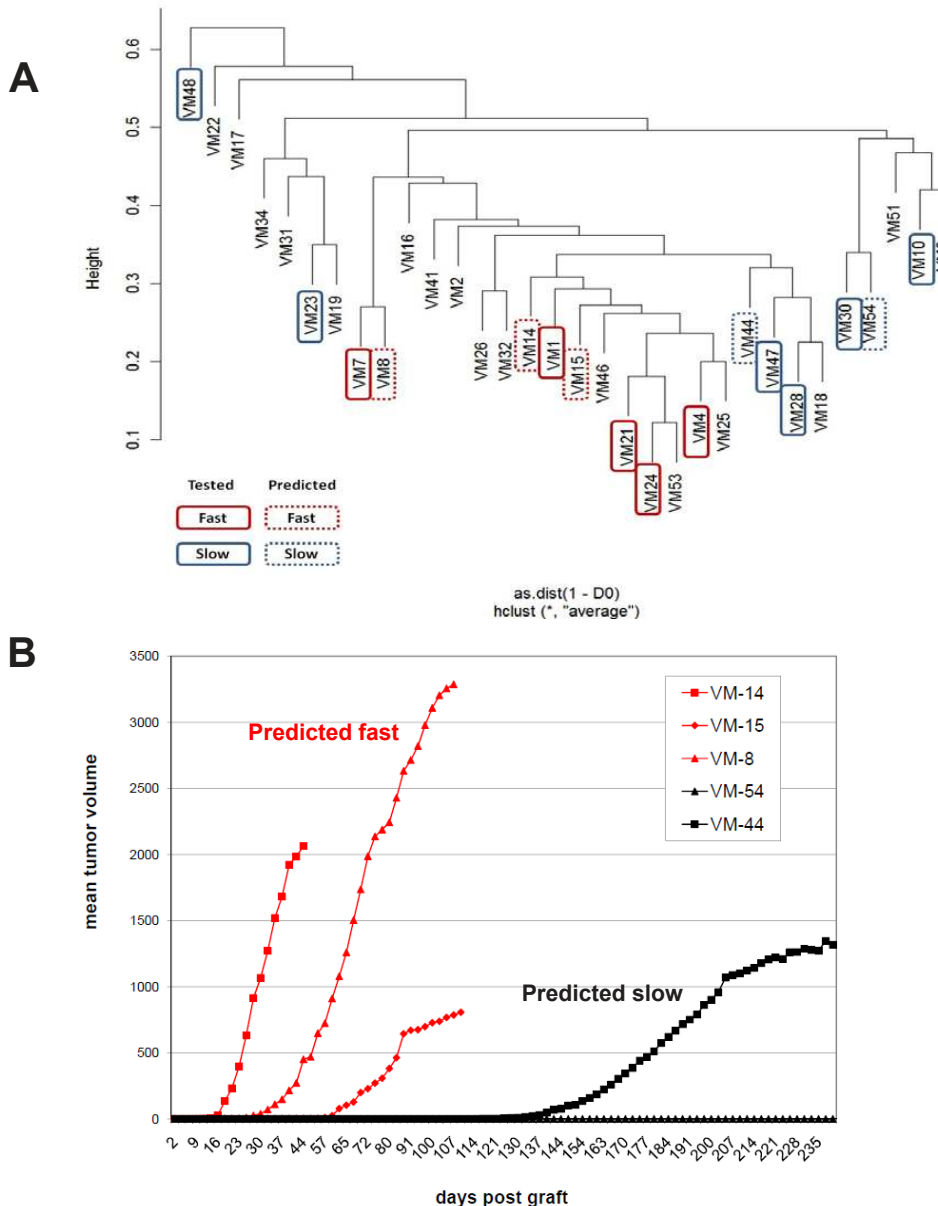 A
Height
0.6
0.5
0.4
0.3
0.2
0.1
VM48
VM22
VM17
VM34
VM31
VM23
VM19
VM7
VM8
VM16
VM41
VM2
VM26
VM32
VM14
VM1
VM15
VM46
VM21
VM24
VM53
VM4
VM25
VM44
VM47
VM28
VM18
VM30
VM54
VM51
VM10
Tested Predicted
Fast Fast
Slow Slow
as.dist(1 - D0)
hclust (*, "average")
B
mean tumor volume
3500
3000
2500
2000
1500
1000
500
0
Predicted fast
Predicted slow
VM-14
VM-15
VM-8
VM-54
VM-44
2 9 16 23 30 37 44 51 57 65 72 79 84 91 100 107 114 121 130 137 144 154 163 170 177 184 191 200 207 214 221 228 235
days post graft